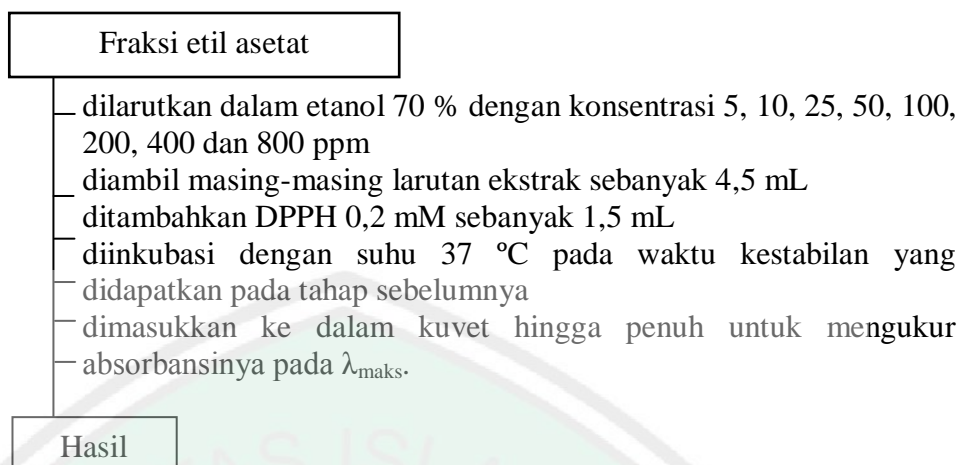 Fraksi etil asetat
dilarutkan dalam etanol 70 % dengan konsentrasi 5, 10, 25, 50, 100,
200, 400 dan 800 ppm
diambil masing-masing larutan ekstrak sebanyak 4,5 mL
ditambahkan DPPH 0,2 mM sebanyak 1,5 mL
diinkubasi dengan suhu 37 ºC pada waktu kestabilan yang
didapatkan pada tahap sebelumnya
dimasukkan ke dalam kuvet hingga penuh untuk mengukur
absorbansinya pada λmaks.
Hasil